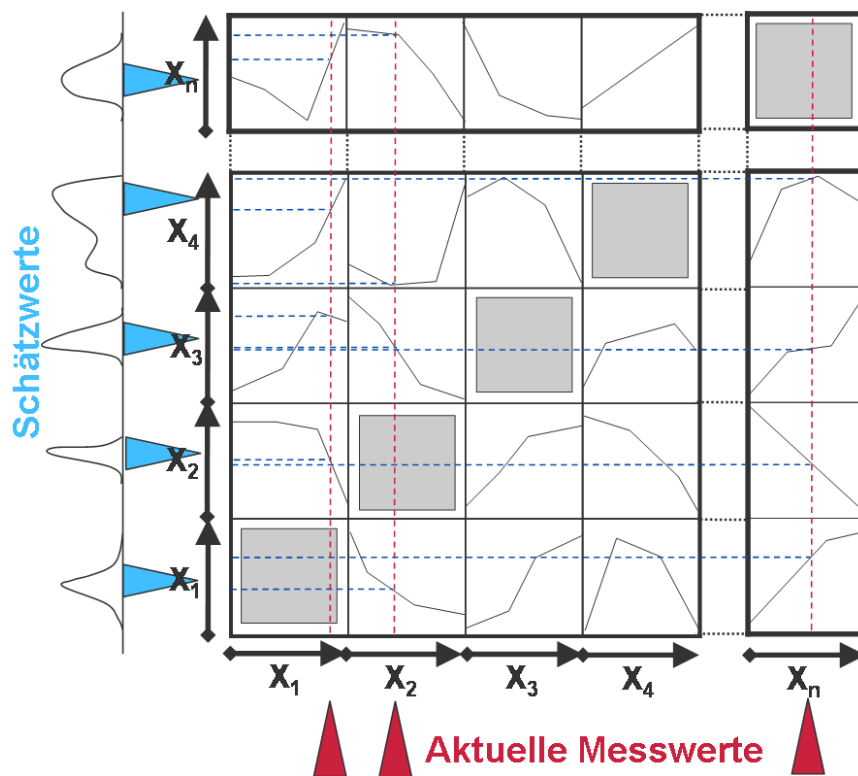 Xn
X4
X3
X2
X1
Schätzwerte
X1 X2 X3 X4 Xn
Aktuelle Messwerte